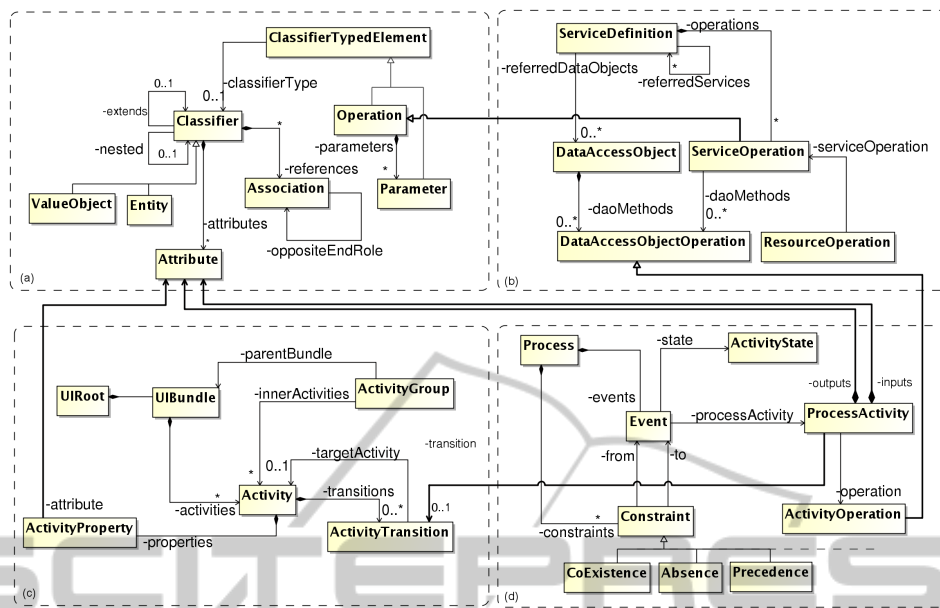 ClassifierTypedElement
-classifierType
0..1
0..1
-extends
Classifier
-nested
0..1
*
-references
Operation
-parameters
*
Parameter
Association
-oppositeEndRole
ValueObject
Entity
-attributes
*
Attribute
(a)
ServiceDefinition
-operations
-referredDataObjects
*
-referredServices
*
0..*
DataAccessObject
ServiceOperation
-serviceOperation
-daoMethods
0..*
-daoMethods
0..*
DataAccessObjectOperation
ResourceOperation
(b)
-parentBundle
UIRoot
UIBundle
ActivityGroup
-innerActivities
-transition
-targetActivity
*
0..1
Activity
-transitions
*
-activities
0..*
0..1
-attribute
ActivityProperty
-properties
ActivityTransition
(c)
Process
-state
ActivityState
-events
-outputs
-inputs
Event
-processActivity
ProcessActivity
-from
-to
-operation
*
-constraints
Constraint
ActivityOperation
CoExistence
Absence
Precedence
(d)
SCITEPRESS